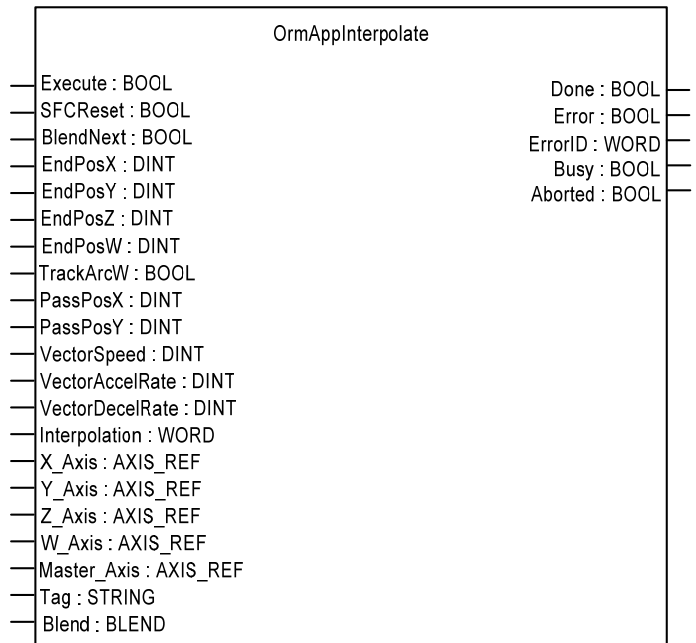 OrmAppInterpolate
Execute : BOOL
SFCReset : BOOL
BlendNext : BOOL
EndPosX : DINT
EndPosY : DINT
EndPosZ : DINT
EndPosW : DINT
TrackArcW : BOOL
PassPosX : DINT
PassPosY : DINT
VectorSpeed : DINT
VectorAccelRate : DINT
VectorDecelRate : DINT
Interpolation : WORD
X_Axis : AXIS_REF
Y_Axis : AXIS_REF
Z_Axis : AXIS_REF
W_Axis : AXIS_REF
Master_Axis : AXIS_REF
Tag : STRING
Blend : BLEND
Done : BOOL
Error : BOOL
ErrorID : WORD
Busy : BOOL
Aborted : BOOL